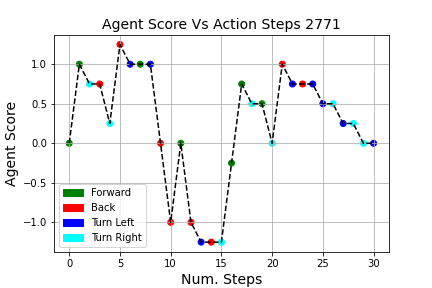 Agent Score Vs Action Steps 2771
Agent Score
1.0
0.5
0.0
−0.5
−1.0
Forward
Back
Turn Left
Turn Right
0 5 10 15 20 25 30
Num. Steps